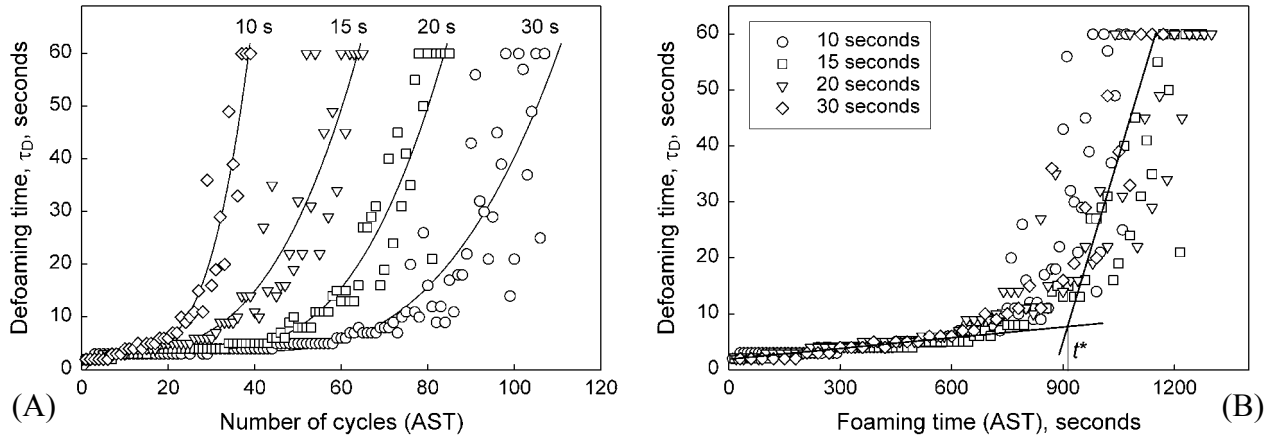 10 s 15 s 20 s 30 s
60
50
40
30
20
10
0
Defoaming time, τD, seconds
0 20 40 60 80 100 120
Number of cycles (AST)
(A)
60
50
40
30
20
10
0
Defoaming time, τD, seconds
10 seconds
15 seconds
20 seconds
30 seconds
t*
0 300 600 900 1200
Foaming time (AST), seconds
(B)